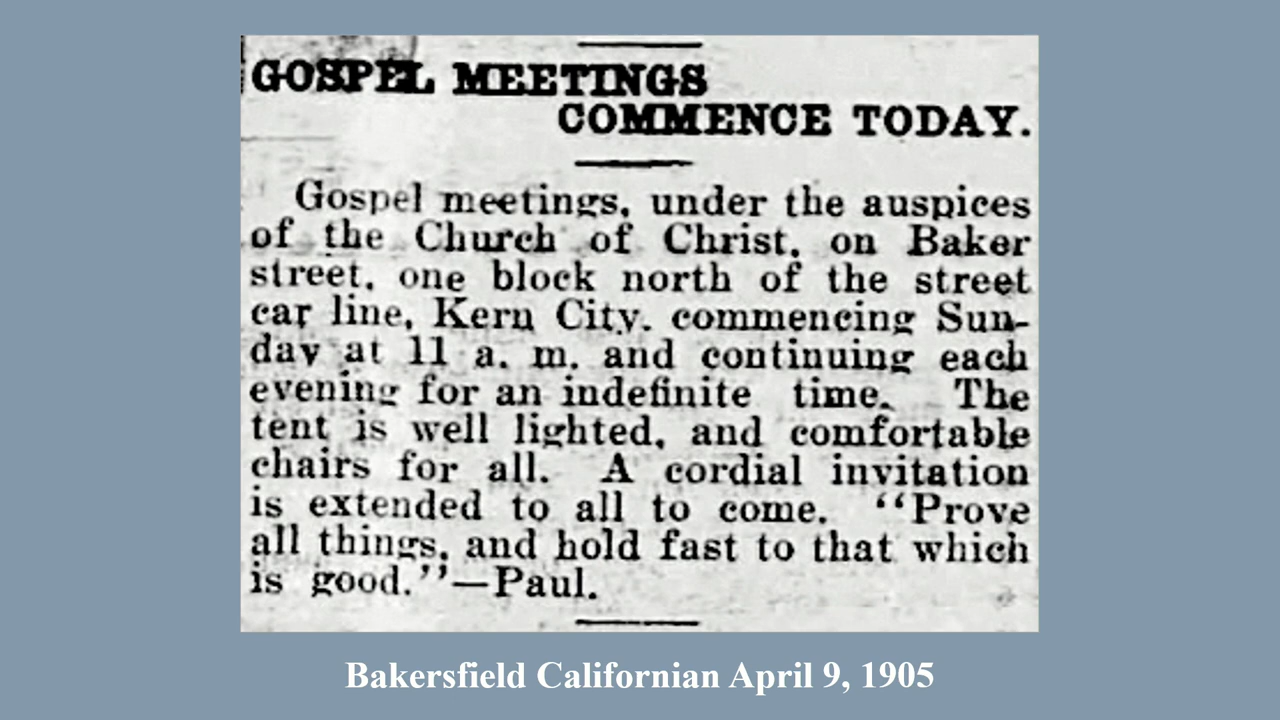 GOSPEL MEETINGS
COMMENCE TODAY.
Gospel meetings, under the auspices
of the Church of Christ, on Baker
street, one block north of the street
car line, Kern City, commencing Sun-
day at 11 a. m. and continuing each
evening for an indefinite time. The
tent is well lighted, and comfortable
chairs for all. A cordial invitation
is extended to all to come. “Prove
all things, and hold fast to that which
is good.”—Paul.
Bakersfield Californian April 9, 1905